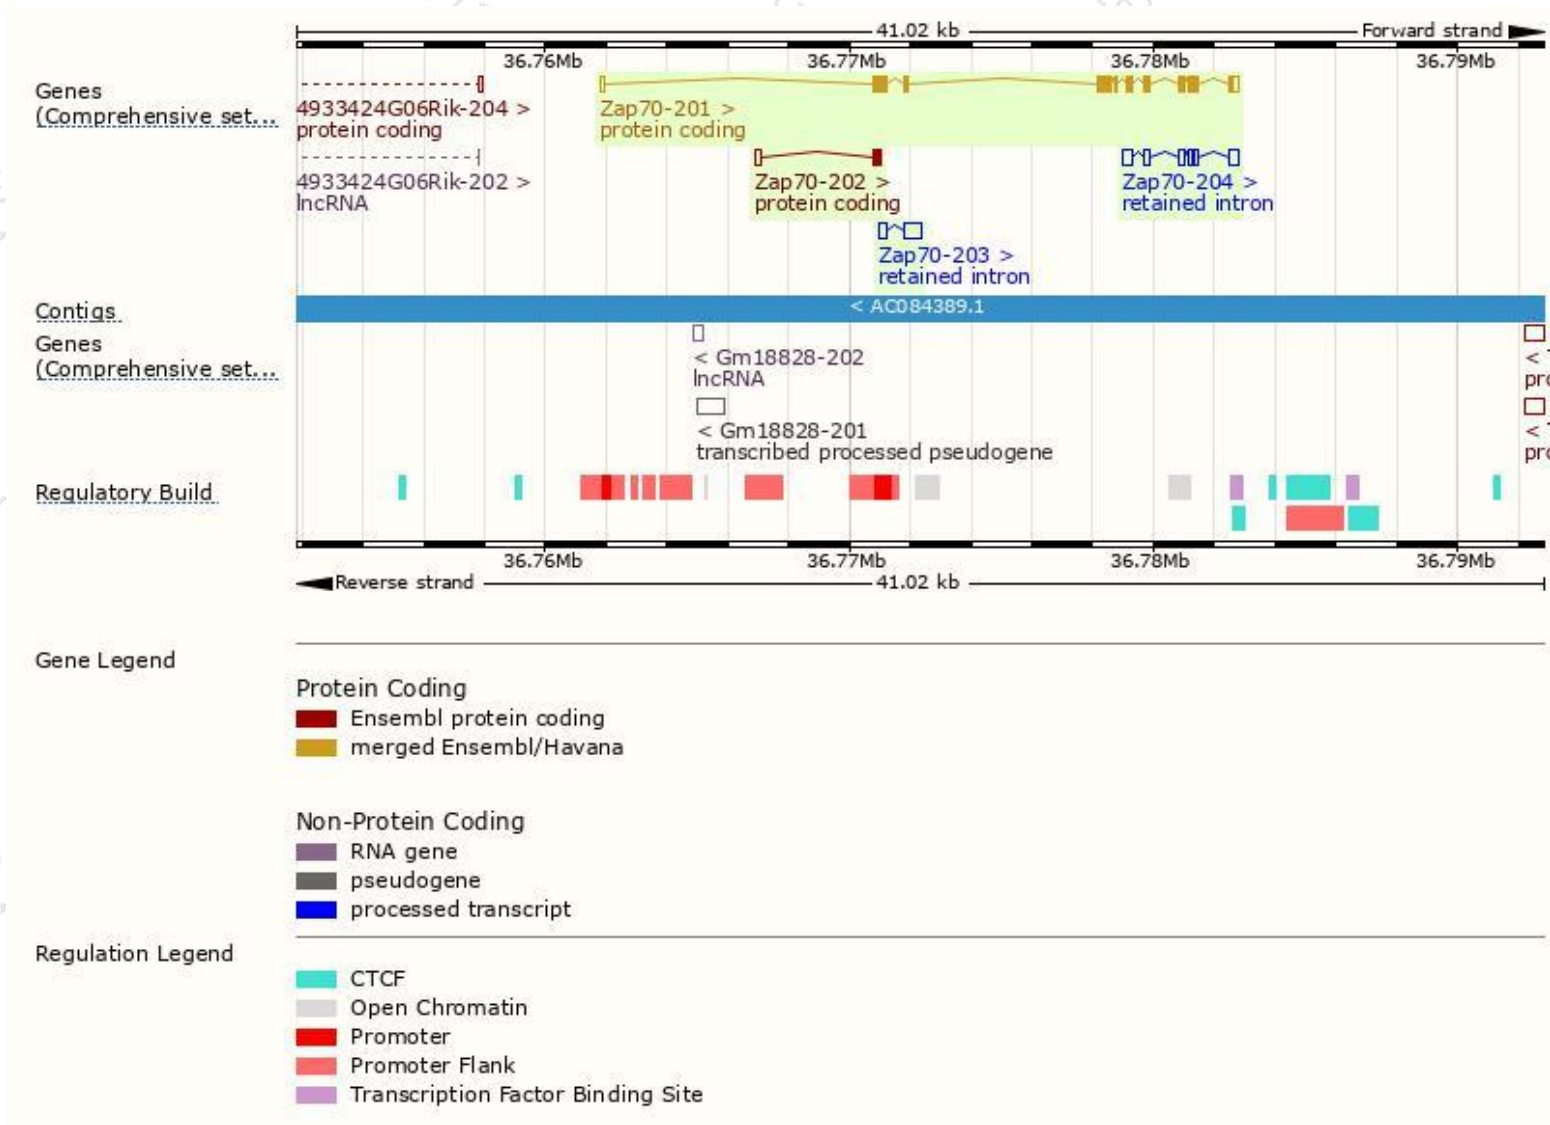 41.02 kb Forward strand
36.76Mb 36.77Mb 36.78Mb 36.79Mb
Genes
(Comprehensive set...
4933424G06Rik-204 >
protein coding
Zap70-201 >
protein coding
4933424G06Rik-202 >
lncRNA
Zap70-202 >
protein coding
Zap70-204 >
retained intron
Zap70-203 >
retained intron
Contigs
< AC084389.1
Genes
(Comprehensive set...
< Gm18828-202
lncRNA
< Gm18828-201
transcribed processed pseudogene
<
<
Regulatory Build
36.76Mb 36.77Mb 36.78Mb 36.79Mb
Reverse strand 41.02 kb
Gene Legend
Protein Coding
Ensembl protein coding
merged Ensembl/Havana
Non-Protein Coding
RNA gene
pseudogene
processed transcript
Regulation Legend
CTCF
Open Chromatin
Promoter
Promoter Flank
Transcription Factor Binding Site